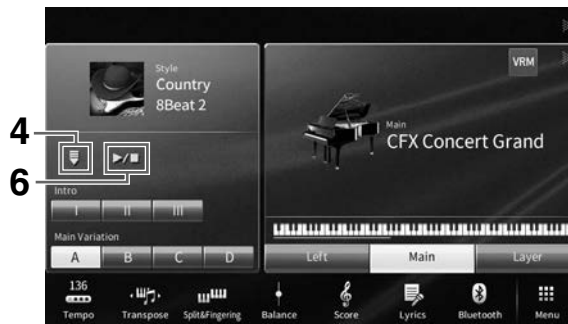 Style
Country
8Beat 2
VRM
4
6
Main
CFX Concert Grand
Intro
I II III
Main Variation
A B C D
Left Main Layer
136
Tempo Transpose Split&Fingering Balance Score Lyrics Bluetooth Menu